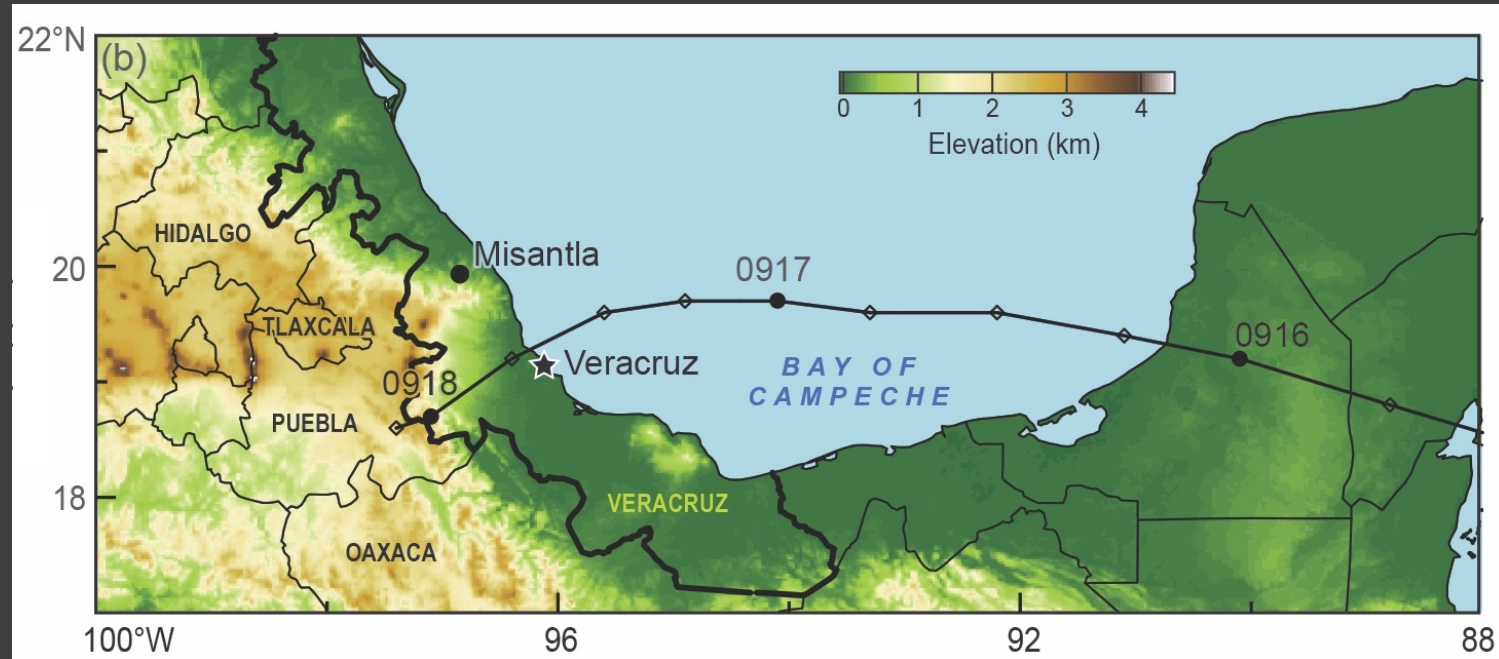 22°N
(b)
0 1 2 3 4
Elevation (km)
HIDALGO
Misantla
20
0917
TLAXCALA
0916
Veracruz
BAY OF
CAMPECHE
0918
PUEBLA
18
VERACRUZ
OAXACA
100°W 96 92 88